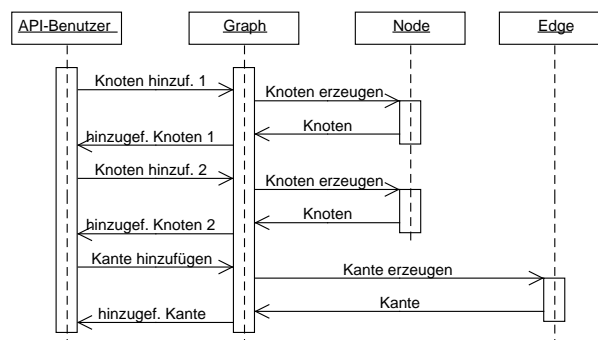 API-Benutzer
Graph
Node
Edge
Knoten hinzuf. 1
Knoten erzeugen
Knoten
hinzugef. Knoten 1
Knoten hinzuf. 2
Knoten erzeugen
Knoten
hinzugef. Knoten 2
Kante hinzufügen
Kante erzeugen
Kante
hinzugef. Kante